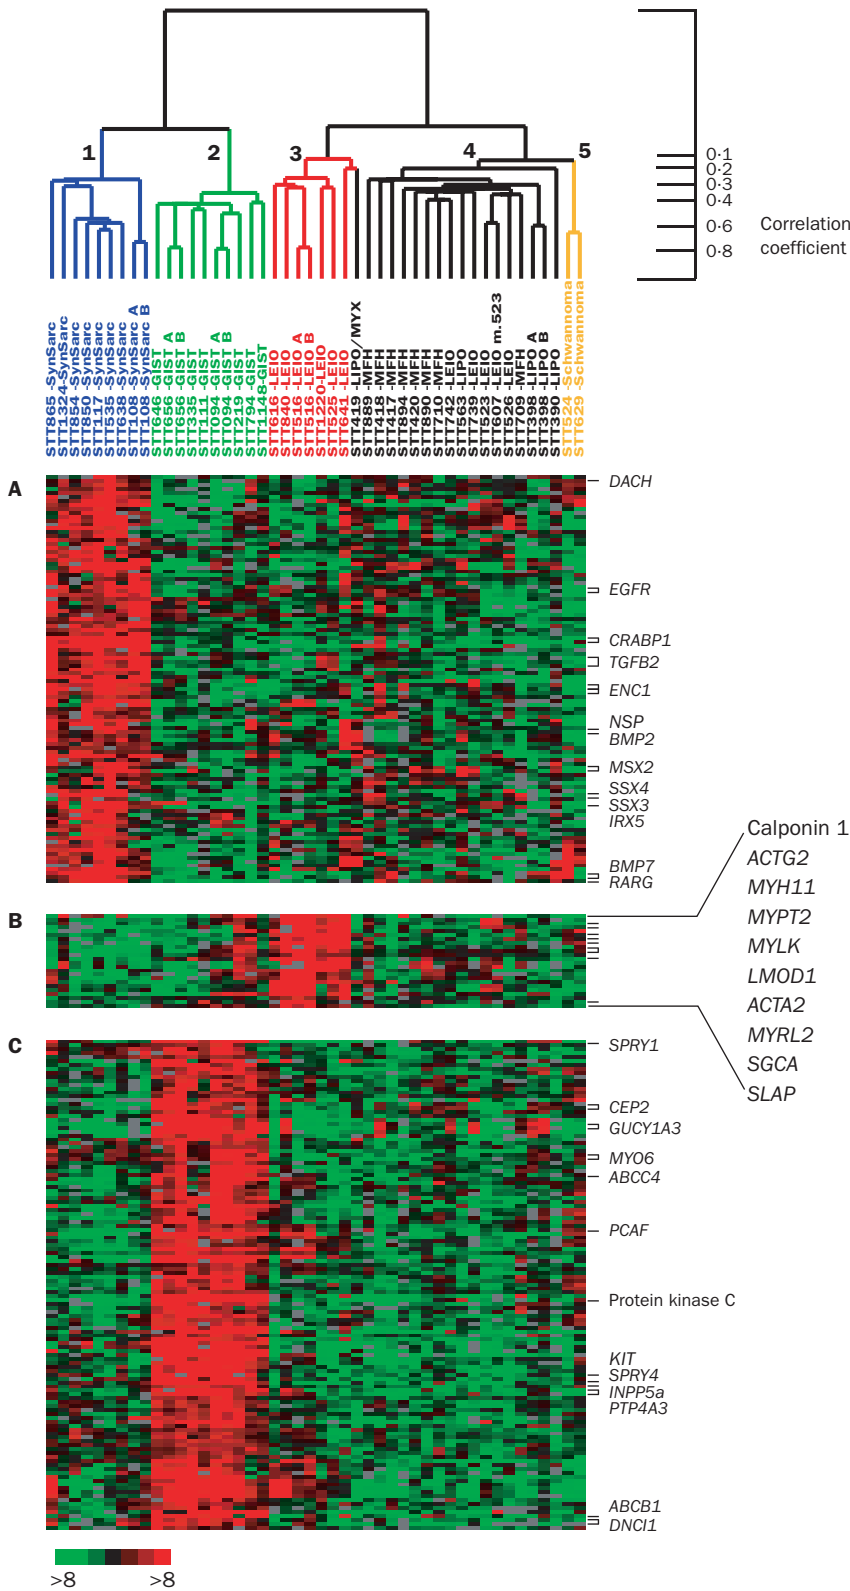 1
2
3
4
5
0·1
0·2
0·3
0·4
0·6
0·8
Correlation
coefficient
STT865 -SynSarc
STT1324-SynSarc
STT854 -SynSarc
STT850 -SynSarc
STT117 -SynSarc
STT535 -SynSarc
STT638 -SynSarc
STT108 -SynSarc A
STT108 -SynSarc B
STT646 -GIST
STT656 -GIST A
STT656 -GIST B
STT335 -GIST
STT111 -GIST
STT094 -GIST A
STT094 -GIST B
STT219 -GIST
STT794 -GIST
STT1148-GIST
STT616 -LEIO
STT840 -LEIO
STT516 -LEIO A
STT516 -LEIO B
STT1220-LEIO
STT525 -LEIO
STT641 -LEIO
STT419 -LIPO/MYX
STT889 -MFH
STT418 -MFH
STT417 -MFH
STT894 -MFH
STT420 -MFH
STT890 -MFH
STT710 -MFH
STT742 -LEIO
STT563 -LIPO
STT739 -LEIO
STT523 -LEIO
STT607 -LEIO m.523
STT526 -LEIO
STT792 -MFH
STT398 -LIPO A
STT398 -LIPO B
STT390 -LIPO
STT524 -Schwannoma
STT629 -Schwannoma
A
DACH
EGFR
CRABP1
TGFB2
ENC1
NSP
BMP2
MSX2
SSX4
SSX3
IRX5
BMP7
RARG
B
Calponin 1
ACTG2
MYH11
MYPT2
MYLK
LMOD1
ACTA2
MYRL2
SGCA
SLAP
C
SPRY1
CEP2
GUCY1A3
MYO6
ABCC4
PCAF
Protein kinase C
KIT
SPRY4
INPP5a
PTP4A3
ABCB1
DNCI1
>8
>8